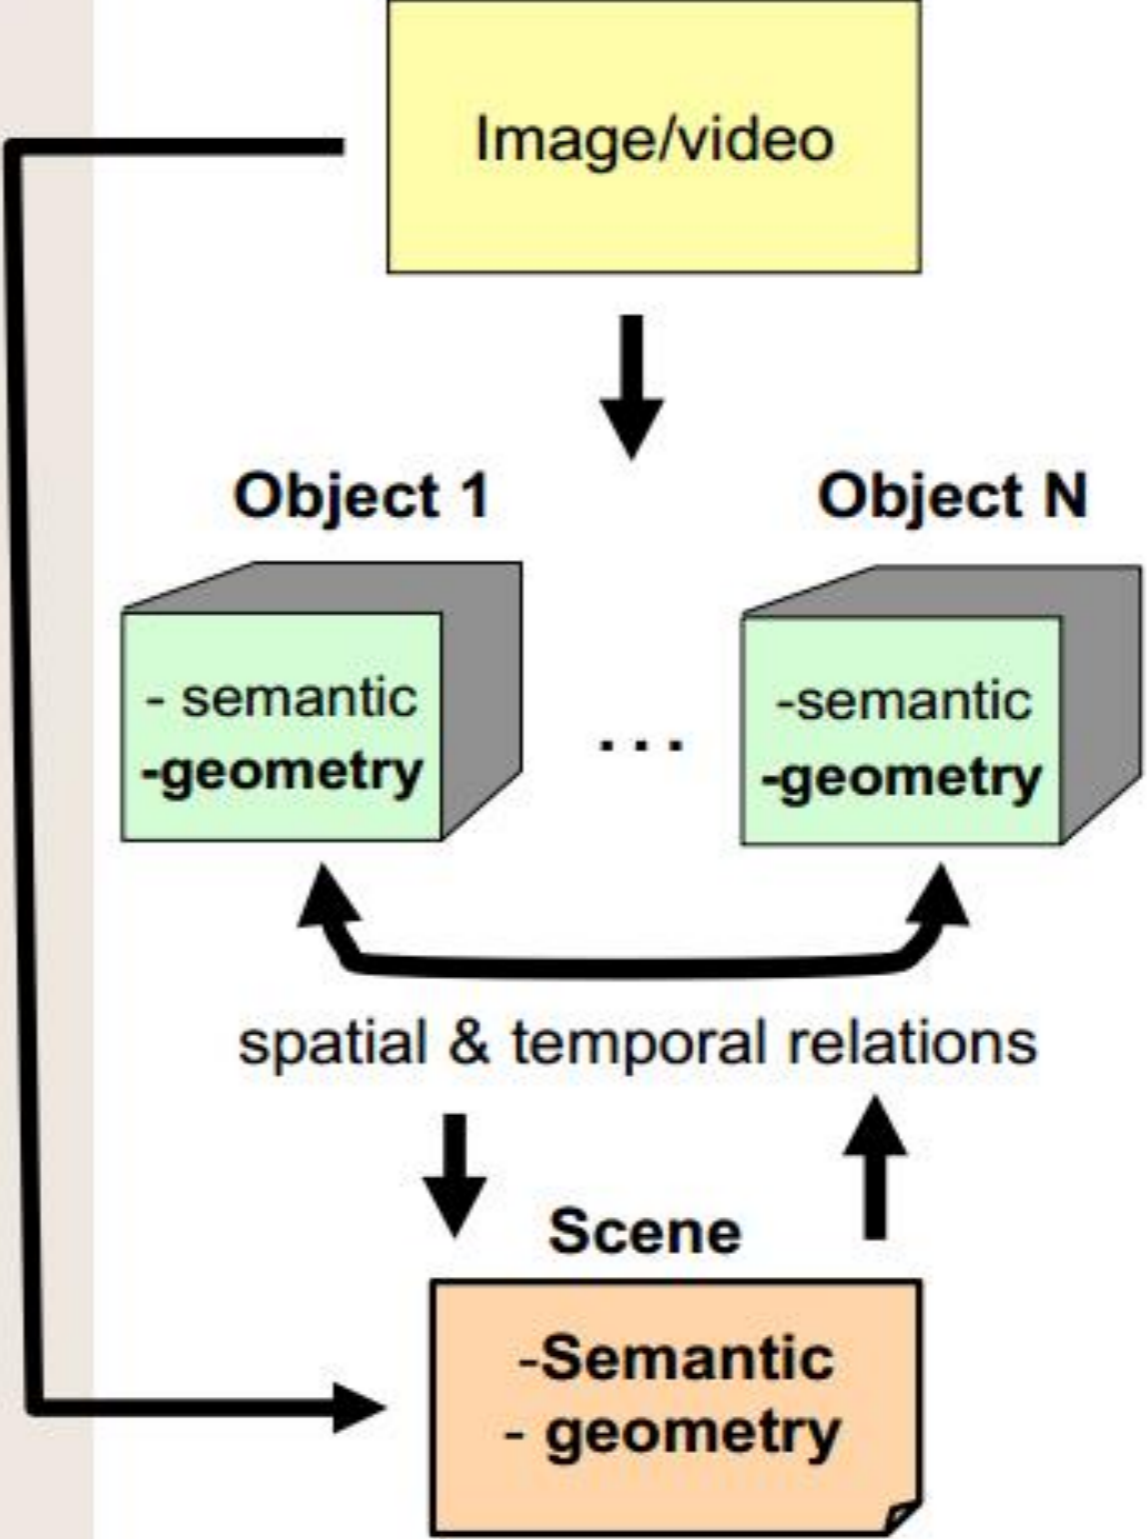 Image/video
Object 1
Object N
- semantic
-geometry
...
-semantic
-geometry
spatial & temporal relations
Scene
-Semantic
- geometry